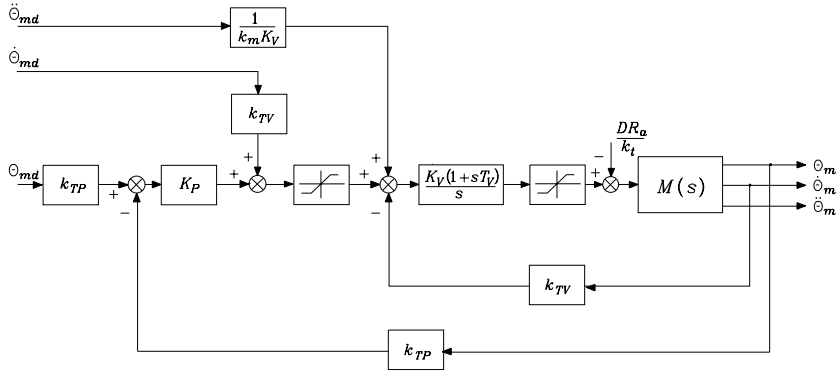 Θ̈md
1/(kmKV)
Θ̇md
kTV
+
+
DRa/kt
Θmd
kTP
+
−
KP
+
+
−
KV(1+sTV)/s
+
−
M(s)
Θm
Θ̇m
Θ̈m
kTV
kTP